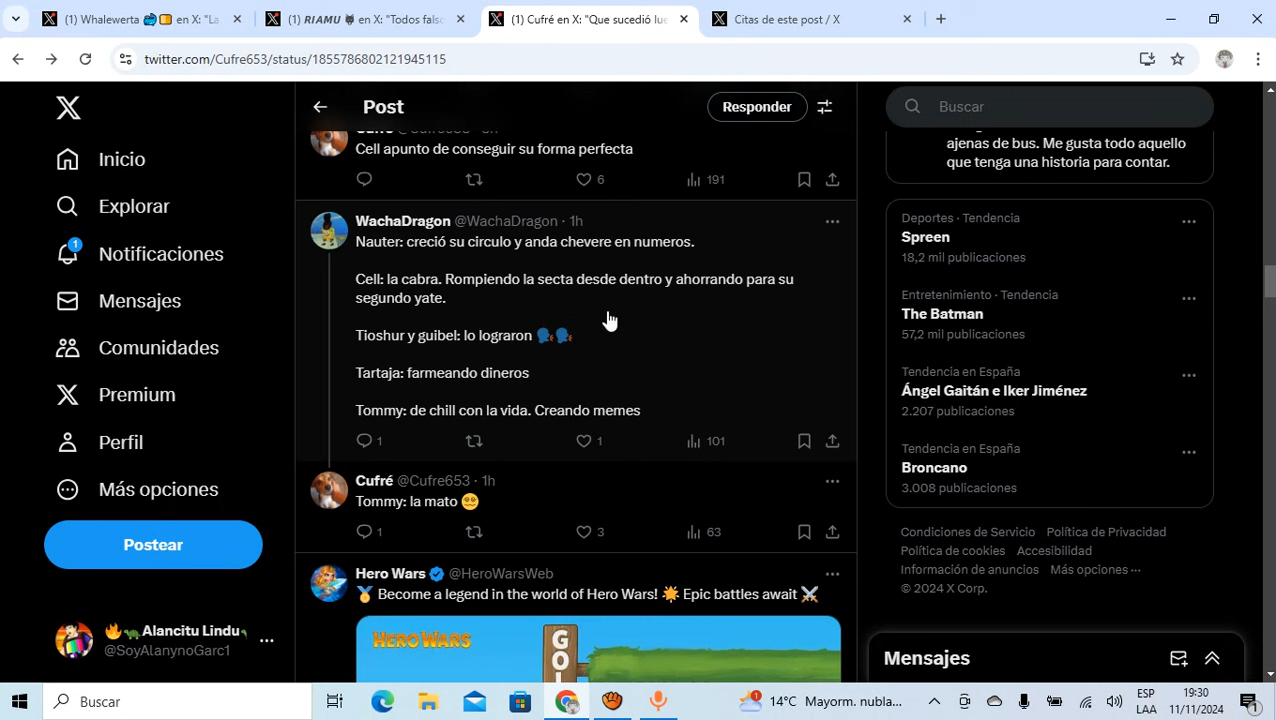 (1) Whalewerta en X: "La
(1) RIAMU en X: "Todos fals
(1) Cufré en X: "Que sucedió lue
Citas de este post / X
twitter.com/Cufre653/status/1855786802121945115
Inicio
Explorar
1
Notificaciones
Mensajes
Comunidades
Premium
Perfil
Más opciones
Postear
🔥🐢Alancitu Lindu
@SoyAlanynoGarc1
Post
Responder
Cell apunto de conseguir su forma perfecta
6
191
WachaDragon @WachaDragon · 1h
Nauter: creció su circulo y anda chevere en numeros.
Cell: la cabra. Rompiendo la secta desde dentro y ahorrando para su
segundo yate.
Tioshur y guibel: lo lograron 🗣️🗣️
Tartaja: farmeando dineros
Tommy: de chill con la vida. Creando memes
1
1
101
Cufré @Cufre653 · 1h
Tommy: la mato 😵‍💫
1
3
63
Hero Wars @HeroWarsWeb
🏅 Become a legend in the world of Hero Wars! 🌟 Epic battles await ⚔️
HERO WARS
GO
Buscar
ajenas de bus. Me gusta todo aquello
que tenga una historia para contar.
Deportes · Tendencia
Spreen
18,2 mil publicaciones
Entretenimiento · Tendencia
The Batman
57,2 mil publicaciones
Tendencia en España
Ángel Gaitán e Iker Jiménez
2.207 publicaciones
Tendencia en España
Broncano
3.008 publicaciones
Condiciones de Servicio Política de Privacidad
Política de cookies Accesibilidad
Información de anuncios Más opciones ···
© 2024 X Corp.
Mensajes
Buscar
1
14°C Mayorm. nubla...
ESP
LAA
19:30
11/11/2024
1